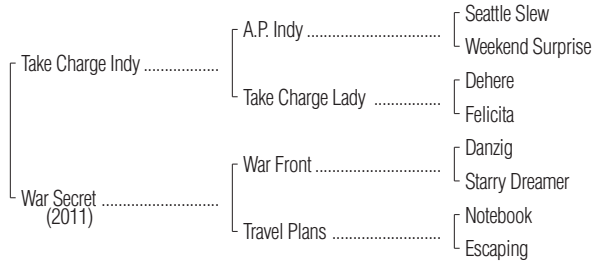 Seattle Slew
A.P. Indy ................................
Weekend Surprise
Take Charge Indy ..................
Dehere
Take Charge Lady ................
Felicita
Danzig
War Front ..............................
Starry Dreamer
War Secret ............................
(2011)
Notebook
Travel Plans ..........................
Escaping